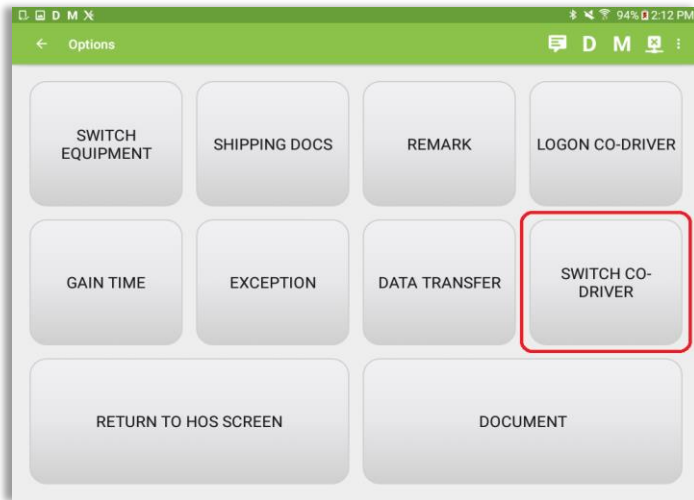 D M 94% 2:12 PM
Options D M
SWITCH
EQUIPMENT
SHIPPING DOCS
REMARK
LOGON CO-DRIVER
GAIN TIME
EXCEPTION
DATA TRANSFER
SWITCH CO-
DRIVER
RETURN TO HOS SCREEN
DOCUMENT